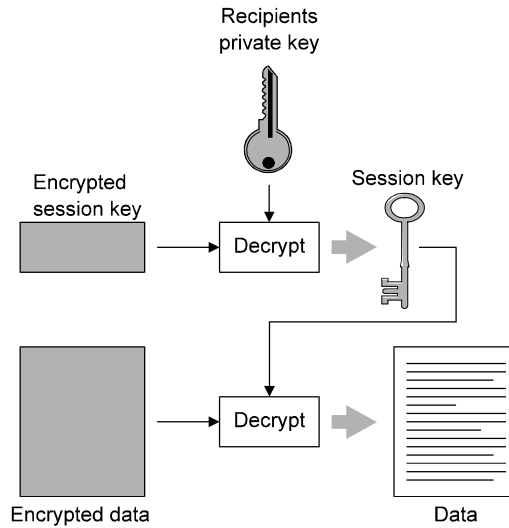 Recipients
private key
Encrypted
session key
Session key
Decrypt
Decrypt
Encrypted data
Data